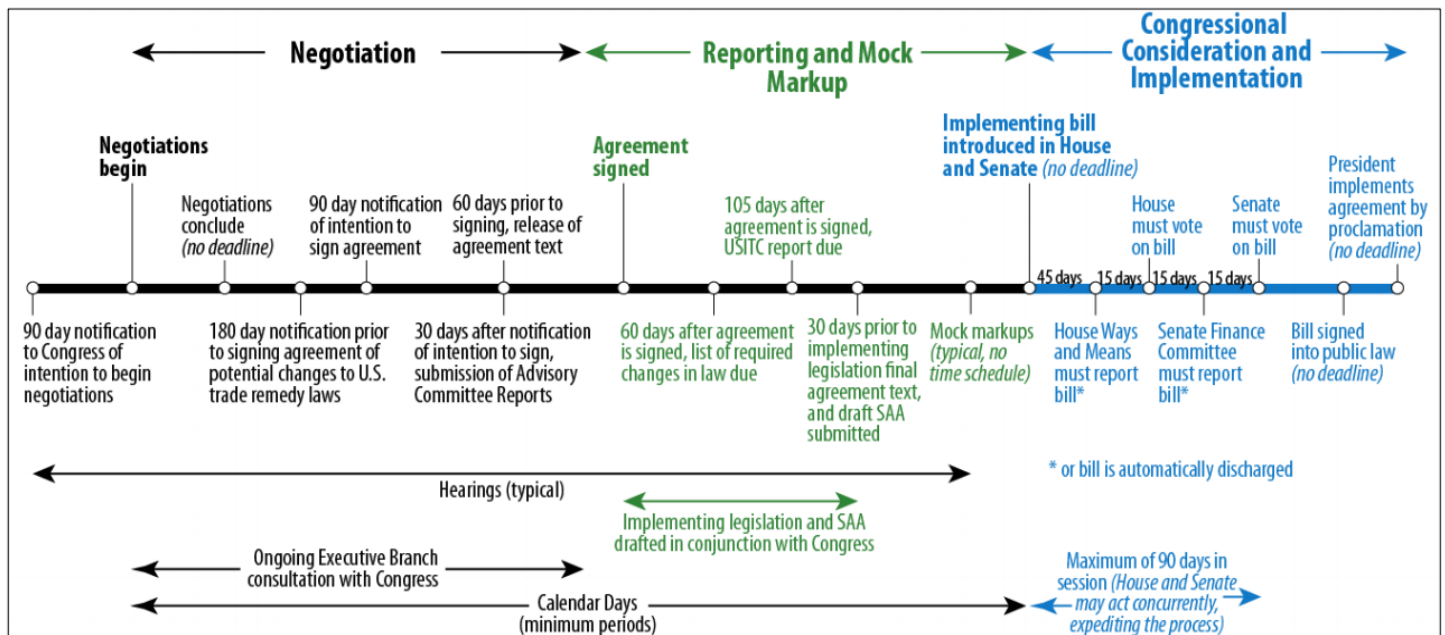 Negotiation
Reporting and Mock
Markup
Congressional
Consideration and
Implementation
Negotiations
begin
Agreement
signed
Implementing bill
introduced in House
and Senate (no deadline)
Negotiations
conclude
(no deadline)
90 day notification
of intention to
sign agreement
60 days prior to
signing, release of
agreement text
105 days after
agreement is signed,
USITC report due
House
must vote
on bill
Senate
must vote
on bill
President
implements
agreement by
proclamation
(no deadline)
45 days
15 days
15 days
15 days
90 day notification
to Congress of
intention to begin
negotiations
180 day notification prior
to signing agreement of
potential changes to U.S.
trade remedy laws
30 days after notification
of intention to sign,
submission of Advisory
Committee Reports
60 days after agreement
is signed, list of required
changes in law due
30 days prior to
implementing
legislation final
agreement text,
and draft SAA
submitted
Mock markups
(typical, no
time schedule)
House Ways
and Means
must report
bill*
Senate Finance
Committee
must report
bill*
Bill signed
into public law
(no deadline)
* or bill is automatically discharged
Hearings (typical)
Implementing legislation and SAA
drafted in conjunction with Congress
Ongoing Executive Branch
consultation with Congress
Calendar Days
(minimum periods)
Maximum of 90 days in
session (House and Senate
may act concurrently,
expediting the process)